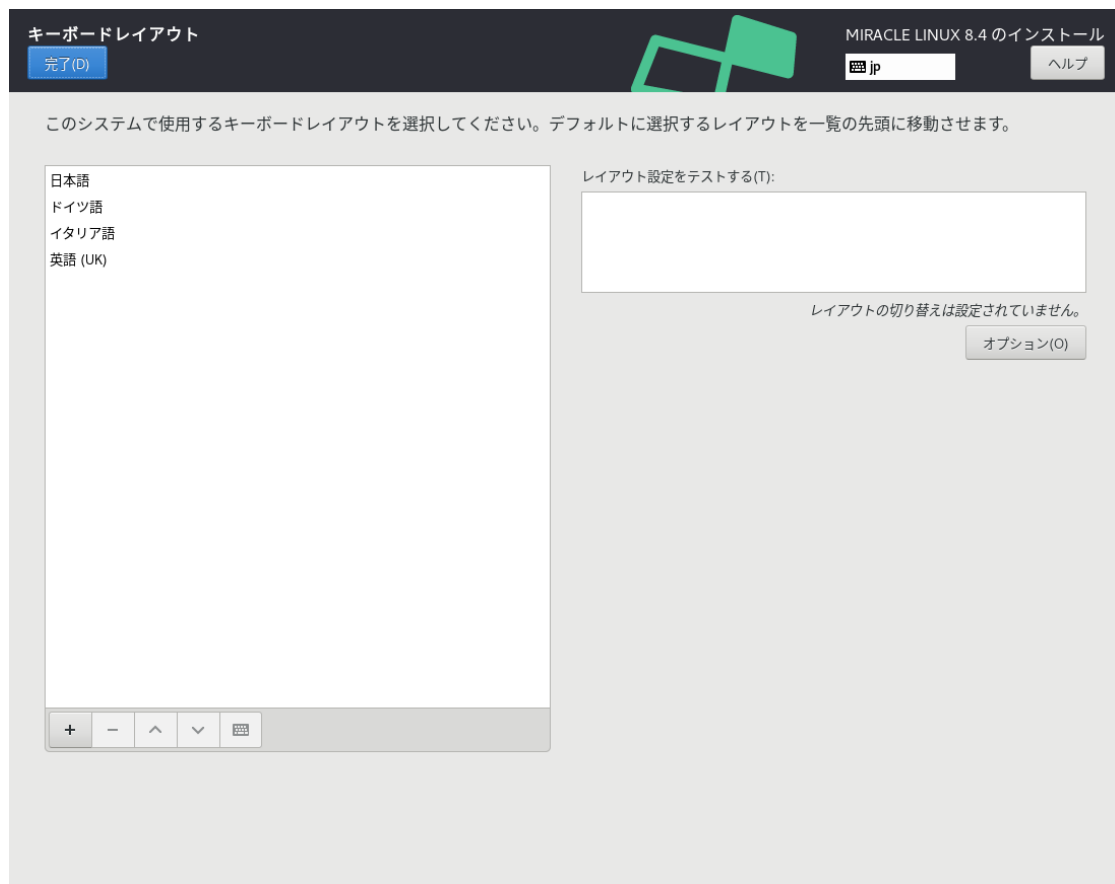 キーボードレイアウト
MIRACLE LINUX 8.4 のインストール
完了(D)
jp
ヘルプ
このシステムで使用するキーボードレイアウトを選択してください。デフォルトに選択するレイアウトを一覧の先頭に移動させます。
日本語
ドイツ語
イタリア語
英語 (UK)
レイアウト設定をテストする(T):
レイアウトの切り替えは設定されていません。
オプション(O)